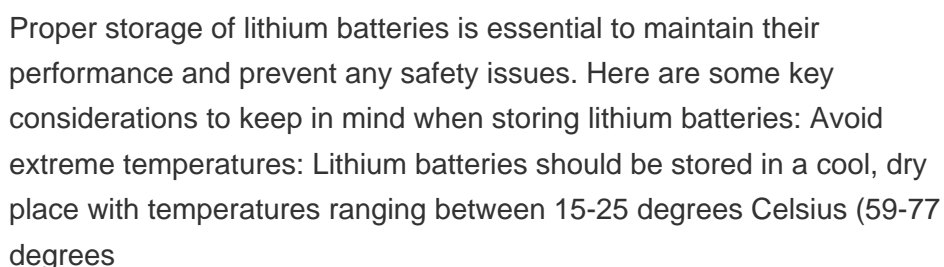 Proper storage of lithium batteries is essential to maintain their
performance and prevent any safety issues. Here are some key
considerations to keep in mind when storing lithium batteries: Avoid
extreme temperatures: Lithium batteries should be stored in a cool, dry
place with temperatures ranging between 15-25 degrees Celsius (59-77
degrees